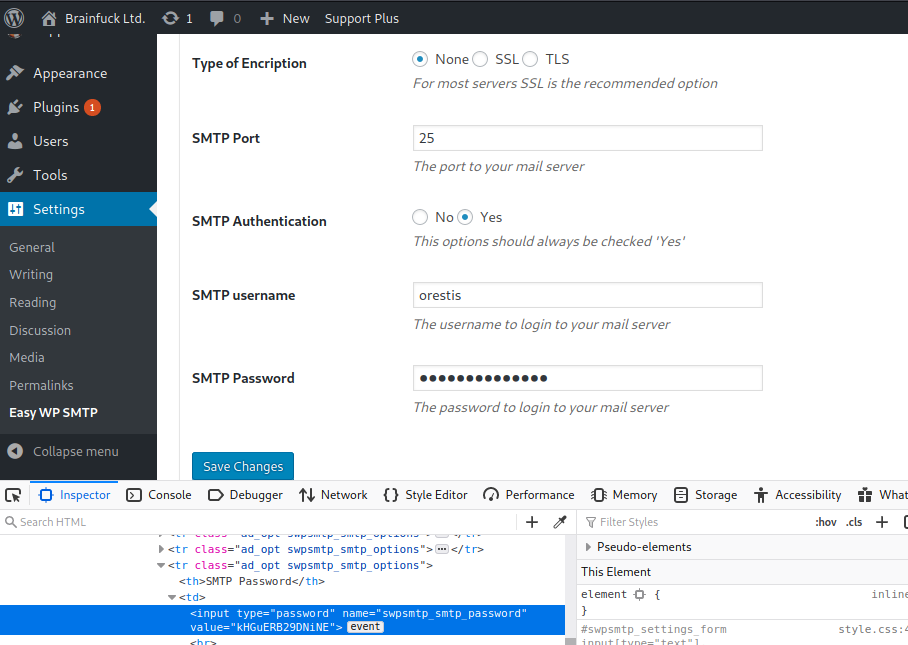 Brainfuck Ltd. 1 0 New Support Plus
Appearance
Plugins 1
Users
Tools
Settings
General
Writing
Reading
Discussion
Media
Permalinks
Easy WP SMTP
Collapse menu
Type of Encription
None SSL TLS
For most servers SSL is the recommended option
SMTP Port
25
The port to your mail server
SMTP Authentication
No Yes
This options should always be checked 'Yes'
SMTP username
orestis
The username to login to your mail server
SMTP Password
●●●●●●●●●●●●●●
The password to login to your mail server
Save Changes
Inspector Console Debugger Network Style Editor Performance Memory Storage Accessibility What
Search HTML
<tr class="ad_opt swpsmtp_smtp_options"> </tr>
<tr class="ad_opt swpsmtp_smtp_options"> </tr>
<tr class="ad_opt swpsmtp_smtp_options">
<th>SMTP Password</th>
<td>
<input type="password" name="swpsmtp_smtp_password"
value="kHGuERB29DNiNE"> event
<br>
Filter Styles :hov .cls
Pseudo-elements
This Element
element { inline
}
#swpsmtp_settings_form style.css:4
input[type="text"],